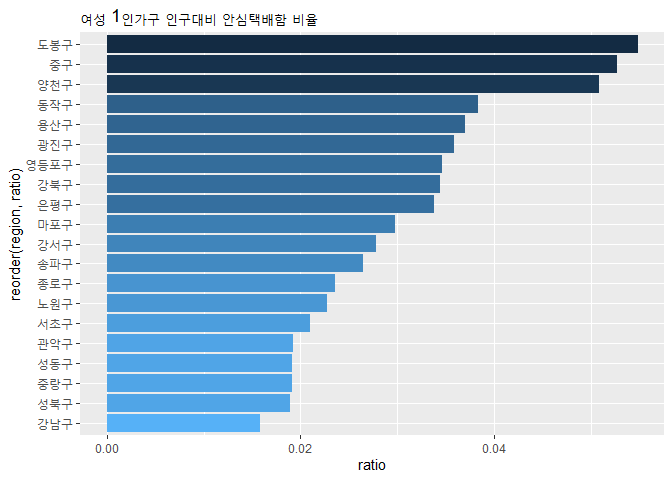 여성 1인가구 인구대비 안심택배함 비율
reorder(region, ratio)
도봉구
중구
양천구
동작구
용산구
광진구
영등포구
강북구
은평구
마포구
강서구
송파구
종로구
노원구
서초구
관악구
성동구
중랑구
성북구
강남구
0.00 0.02 0.04
ratio